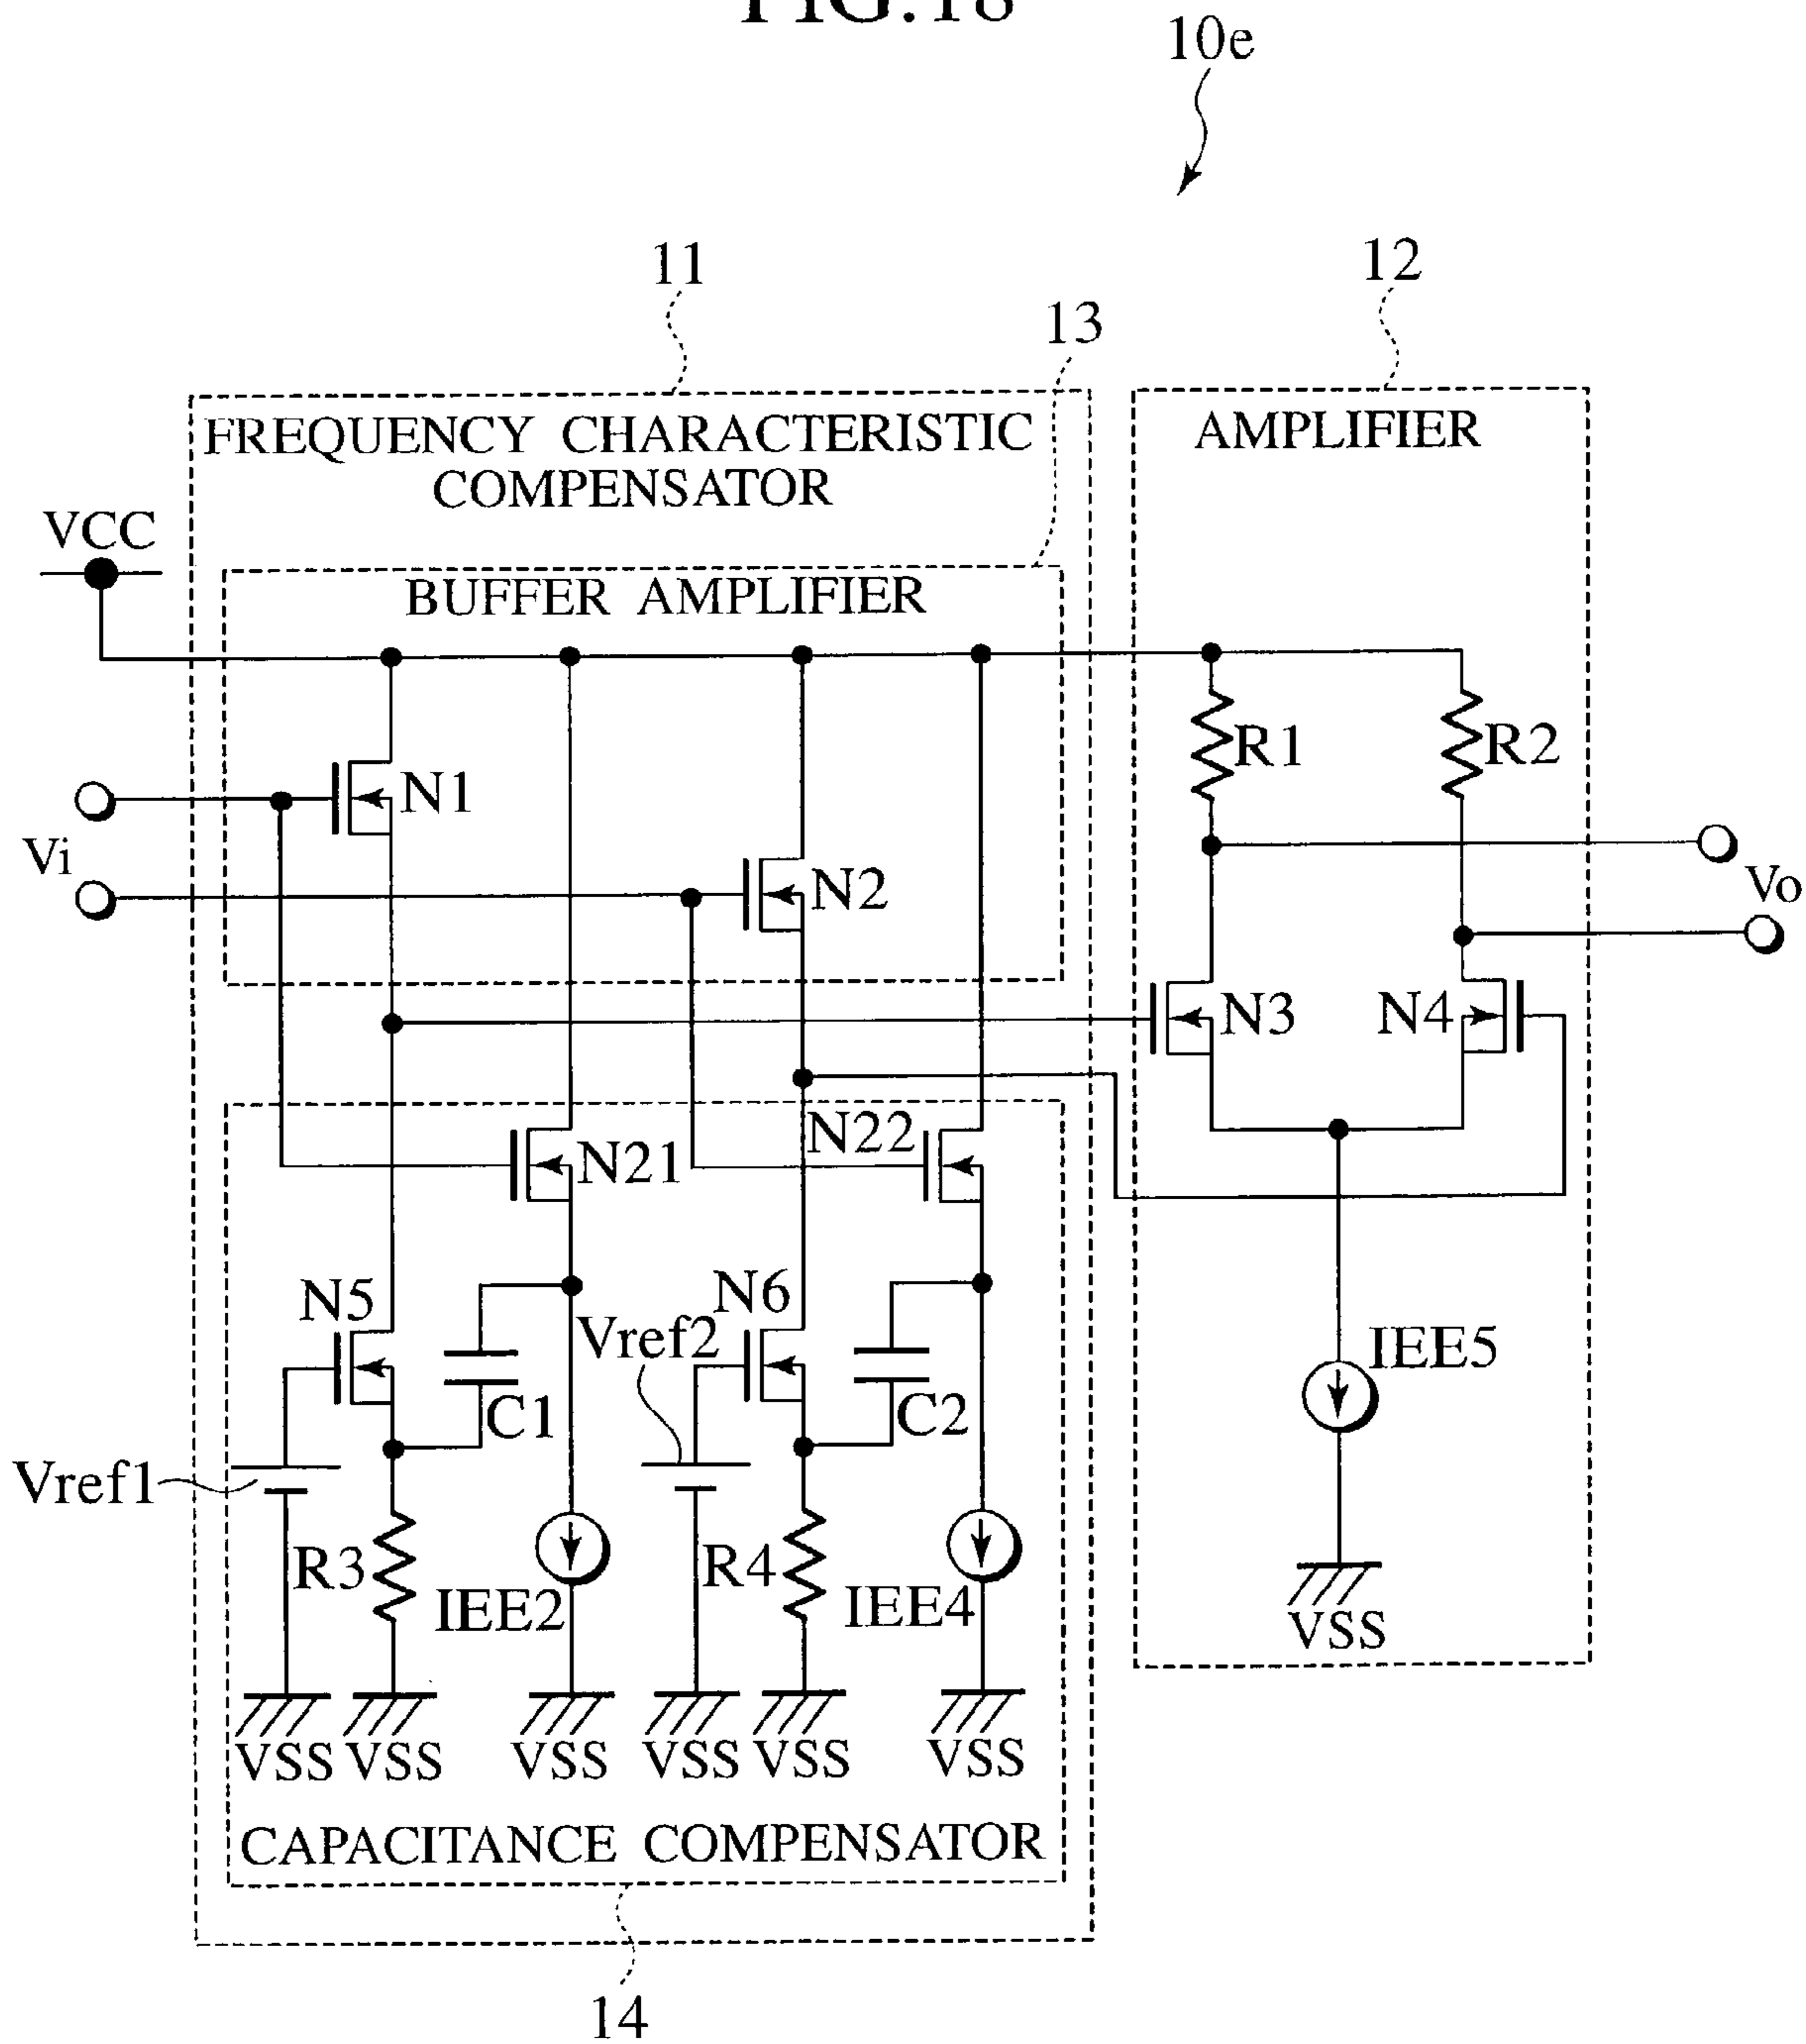 FIG.18
10e
11
12
13
FREQUENCY CHARACTERISTIC
COMPENSATOR
AMPLIFIER
VCC
BUFFER AMPLIFIER
R1
R2
N1
Vi
N2
Vo
N3
N4
N21
N22
N5
N6
Vref2
IEE5
C1
C2
Vref1
R3
IEE2
R4
IEE4
VSS
VSS
VSS
VSS
VSS
VSS
VSS
CAPACITANCE COMPENSATOR
14